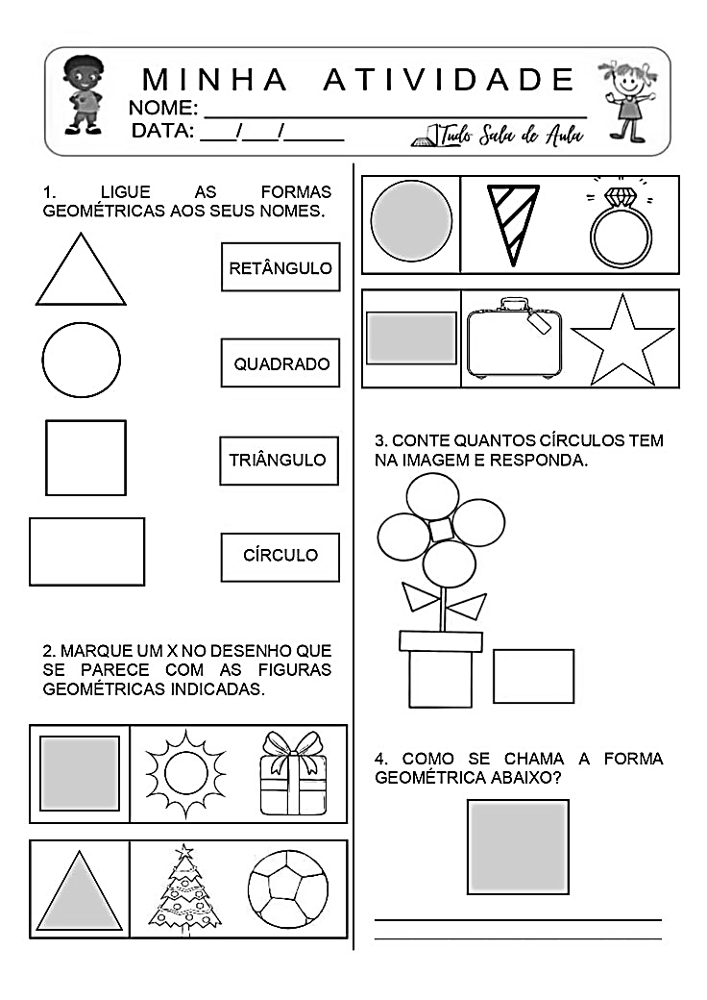 MINHA ATIVIDADE
NOME: ________________________________
DATA: ___/___/_____
Tudo Sala de Aula
1. LIGUE AS FORMAS
GEOMÉTRICAS AOS SEUS NOMES.
RETÂNGULO
QUADRADO
TRIÂNGULO
CÍRCULO
2. MARQUE UM X NO DESENHO QUE
SE PARECE COM AS FIGURAS
GEOMÉTRICAS INDICADAS.
3. CONTE QUANTOS CÍRCULOS TEM
NA IMAGEM E RESPONDA.
4. COMO SE CHAMA A FORMA
GEOMÉTRICA ABAIXO?